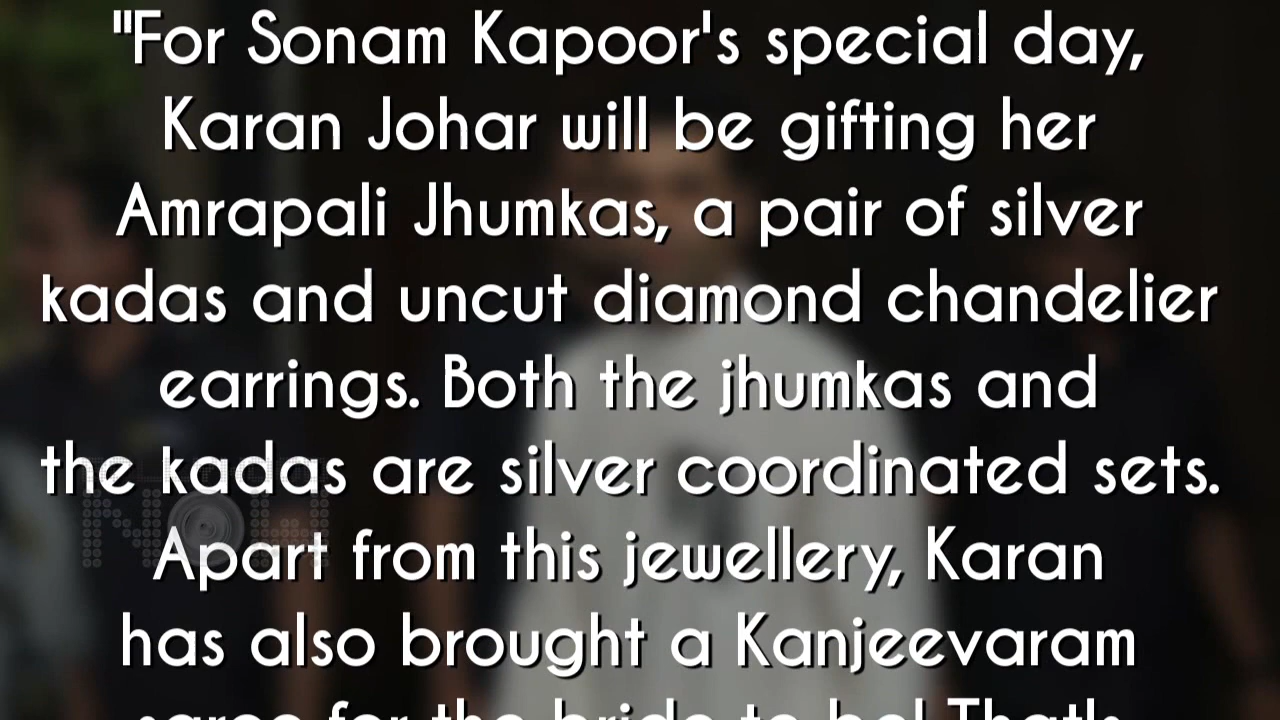 "For Sonam Kapoor's special day,
Karan Johar will be gifting her
Amrapali Jhumkas, a pair of silver
kadas and uncut diamond chandelier
earrings. Both the jhumkas and
the kadas are silver coordinated sets.
Apart from this jewellery, Karan
has also brought a Kanjeevaram
saree for the bride to be! That's
NOW